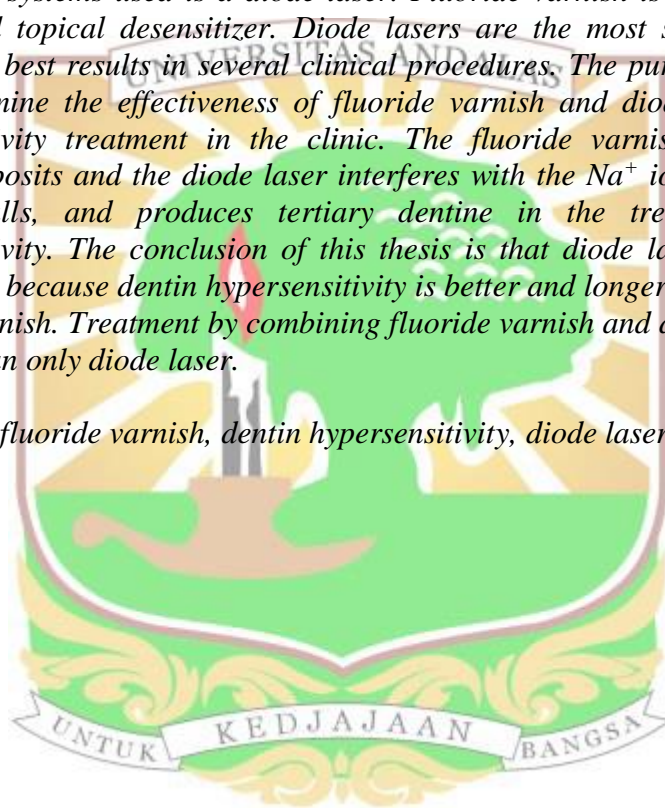 systems used is a diode laser. Fluoride varnish is
topical desensitizer. Diode lasers are the most s
best results in several clinical procedures. The pur
UNIVERSITAS ANDALAS
mine the effectiveness of fluoride varnish and diod
vity treatment in the clinic. The fluoride varnis
posits and the diode laser interferes with the Na⁺ io
lls, and produces tertiary dentine in the tre
vity. The conclusion of this thesis is that diode la
because dentin hypersensitivity is better and longer
nish. Treatment by combining fluoride varnish and d
an only diode laser.
fluoride varnish, dentin hypersensitivity, diode laser
UNTUK KEDJAJAAN BANGSA